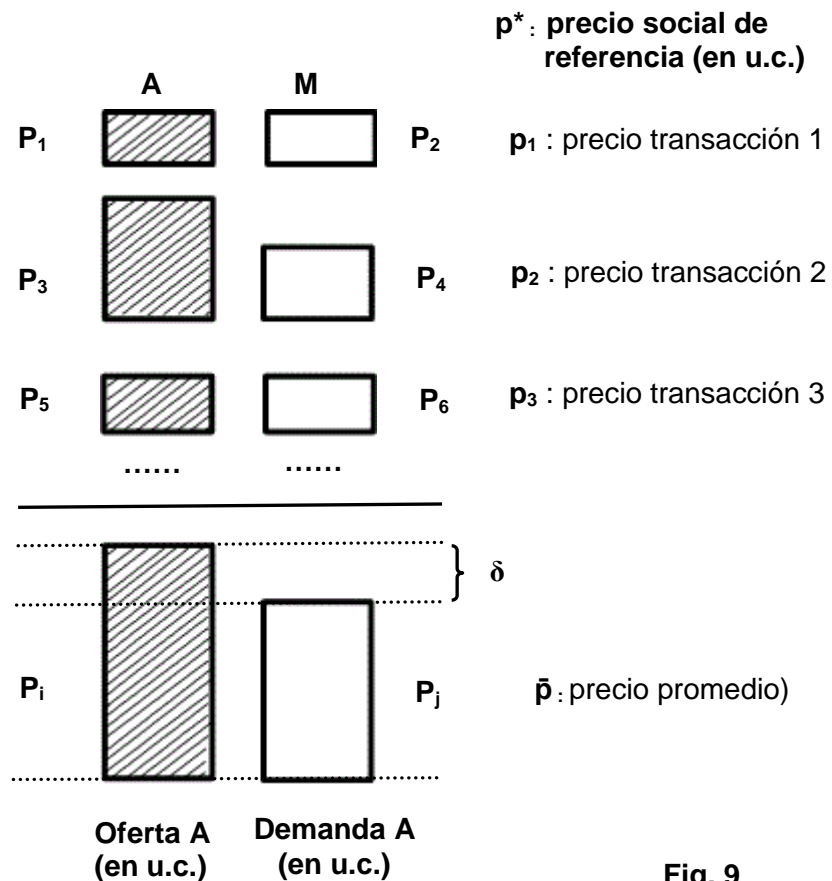 p* : precio social de
referencia (en u.c.)
A M
P₁ P₂ p₁ : precio transacción 1
P₃ P₄ p₂ : precio transacción 2
P₅ P₆ p₃ : precio transacción 3
...... ......
δ
Pᵢ Pⱼ p̄ : precio promedio)
Oferta A Demanda A
(en u.c.) (en u.c.)
Fig. 9